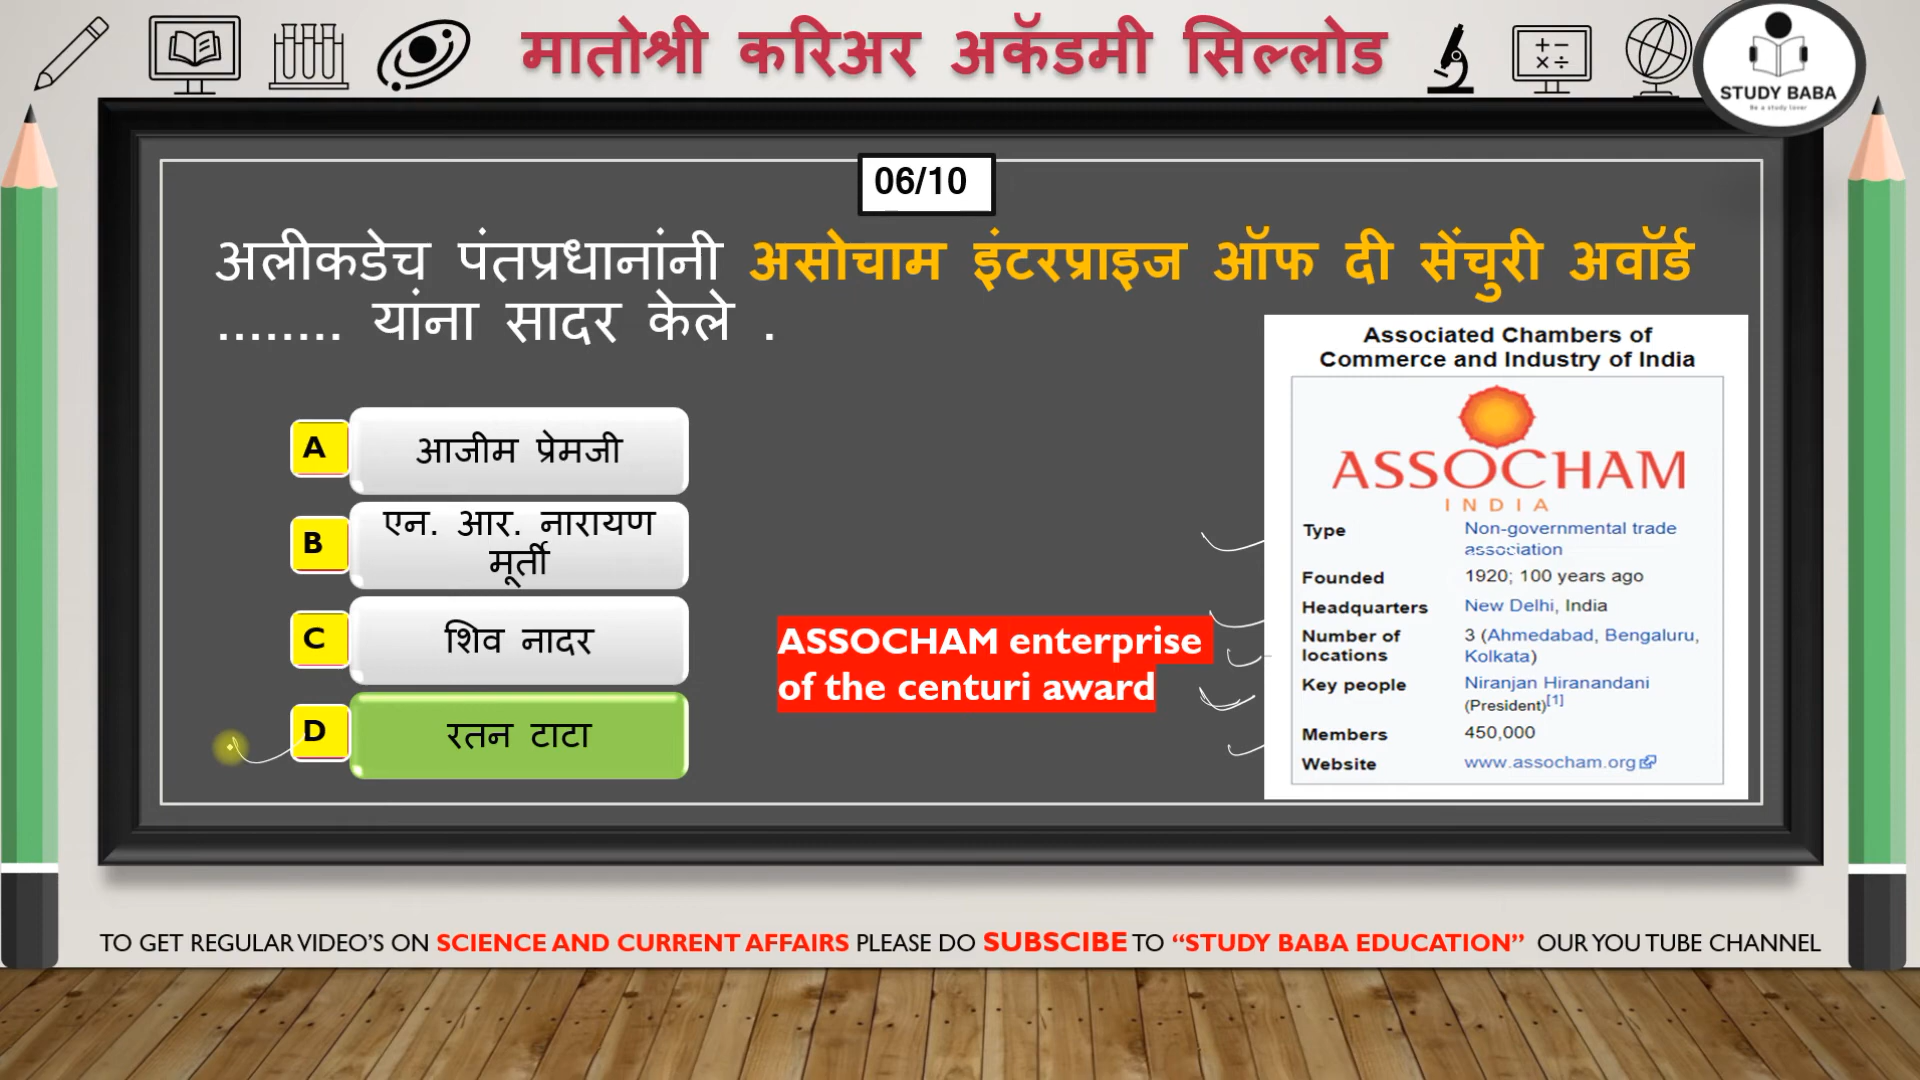 मातोश्री करिअर अकॅडमी सिल्लोड
STUDY BABA
Be a study lover
06/10
अलीकडेच पंतप्रधानांनी असोचाम इंटरप्राइज ऑफ दी सेंचुरी अवॉर्ड
........ यांना सादर केले .
A
आजीम प्रेमजी
B
एन. आर. नारायण
मूर्ती
C
शिव नादर
D
रतन टाटा
ASSOCHAM enterprise
of the centuri award
Associated Chambers of
Commerce and Industry of India
ASSOCHAM
INDIA
Type Non-governmental trade
association
Founded 1920; 100 years ago
Headquarters New Delhi, India
Number of 3 (Ahmedabad, Bengaluru,
locations Kolkata)
Key people Niranjan Hiranandani
(President)[1]
Members 450,000
Website www.assocham.org
TO GET REGULAR VIDEO'S ON SCIENCE AND CURRENT AFFAIRS PLEASE DO SUBSCIBE TO “STUDY BABA EDUCATION” OUR YOU TUBE CHANNEL